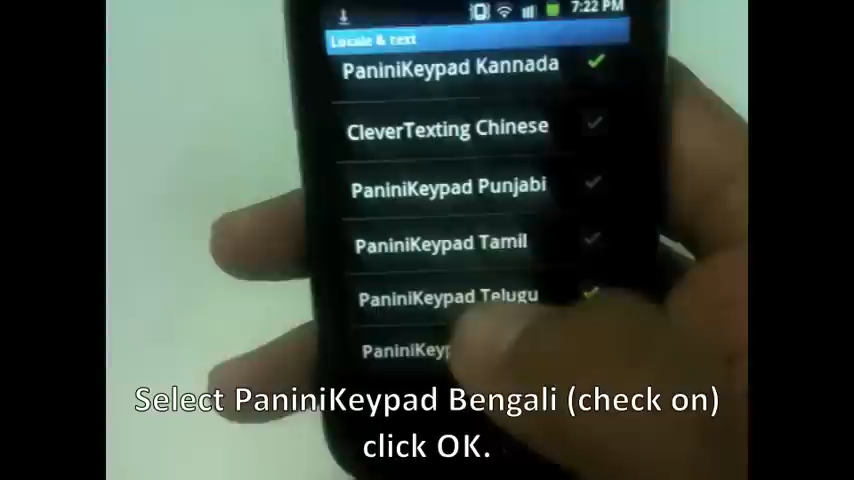 7:22 PM
Locale & text
PaniniKeypad Kannada
CleverTexting Chinese
PaniniKeypad Punjabi
PaniniKeypad Tamil
PaniniKeypad Telugu
Select PaniniKeypad Bengali (check on)
click OK.